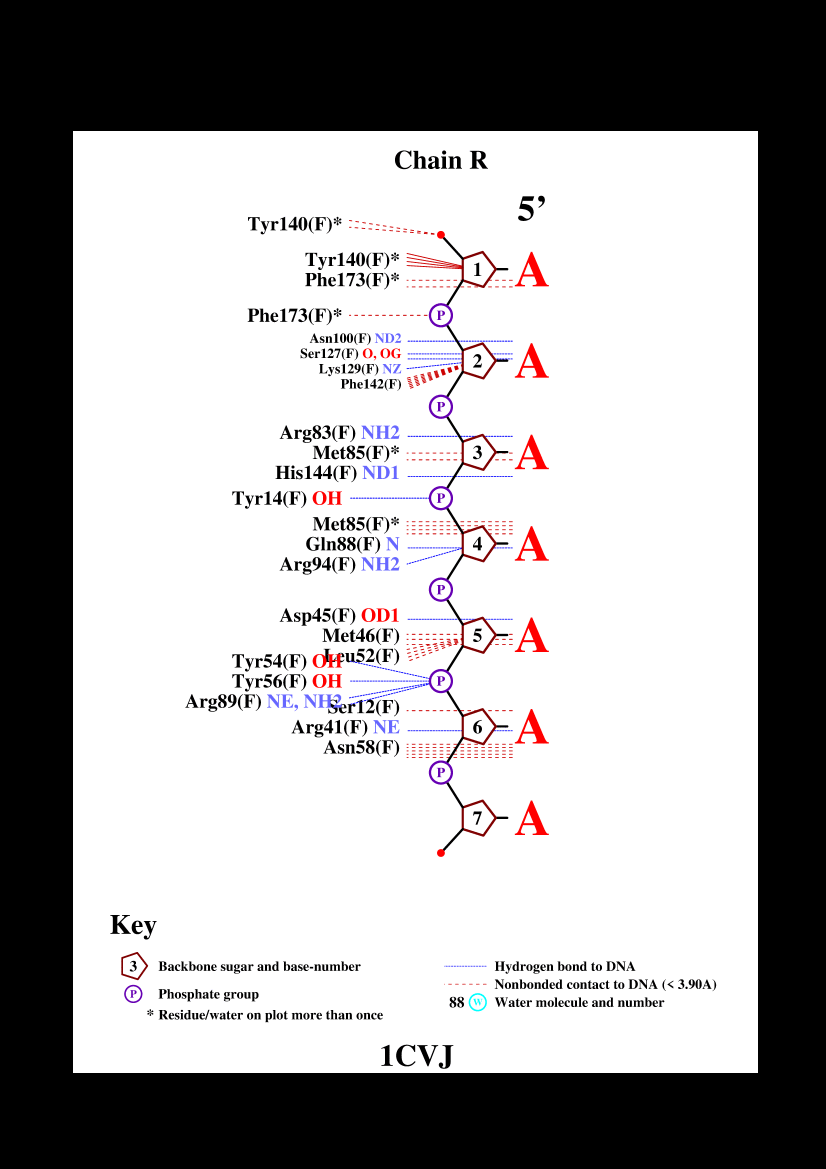 Chain R
5’
Tyr140(F)*
Tyr140(F)*
1 A
Phe173(F)*
Phe173(F)* P
Asn100(F) ND2
Ser127(F) O, OG
2 A
Lys129(F) NZ
Phe142(F)
P
Arg83(F) NH2
Met85(F)* 3 A
His144(F) ND1
Tyr14(F) OH P
Met85(F)*
Gln88(F) N 4 A
Arg94(F) NH2
P
Asp45(F) OD1
Met46(F) 5 A
Leu52(F)
Tyr54(F) OH
Tyr56(F) OH P
Arg89(F) NE, NH2
Ser12(F)
Arg41(F) NE 6 A
Asn58(F)
P
7 A
Key
3 Backbone sugar and base-number
P Phosphate group
* Residue/water on plot more than once
Hydrogen bond to DNA
Nonbonded contact to DNA (< 3.90A)
88 W Water molecule and number
1CVJ